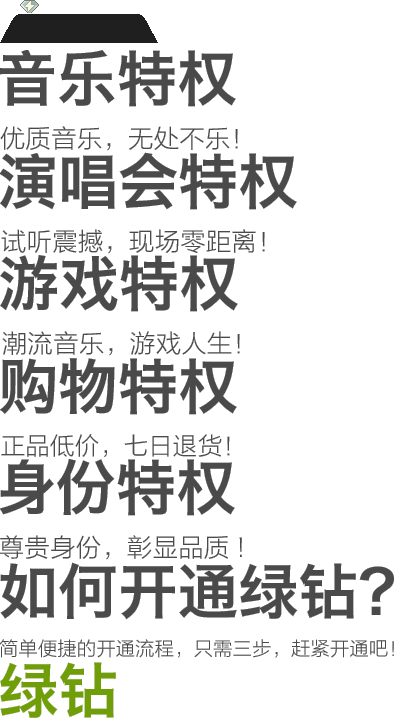 音乐特权
优质音乐，无处不乐！
演唱会特权
试听震撼，现场零距离！
游戏特权
潮流音乐，游戏人生！
购物特权
正品低价，七日退货！
身份特权
尊贵身份，彰显品质！
如何开通绿钻？
简单便捷的开通流程，只需三步，赶紧开通吧！
绿钻